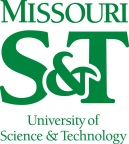 MISSOURI
S&T
University of
Science & Technology